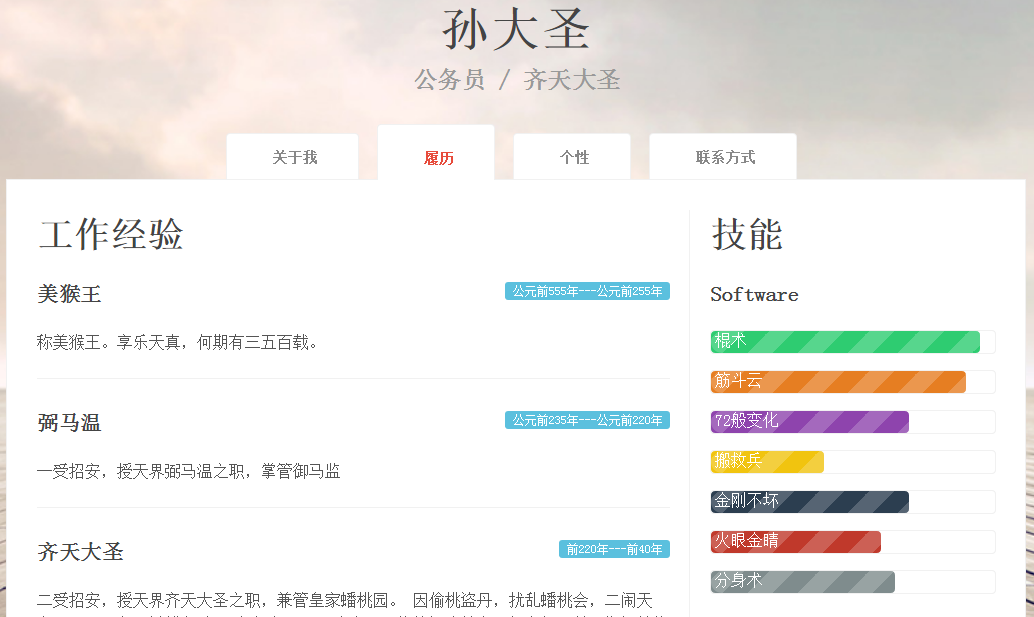 孙大圣
公务员 / 齐天大圣
关于我
履历
个性
联系方式
工作经验
美猴王
公元前555年---公元前255年
称美猴王。享乐天真，何期有三五百载。
弼马温
公元前235年---公元前220年
一受招安，授天界弼马温之职，掌管御马监
齐天大圣
前220年---前40年
二受招安，授天界齐天大圣之职，兼管皇家蟠桃园。 因偷桃盗丹，扰乱蟠桃会，二闹天
技能
Software
棍术
筋斗云
72般变化
搬救兵
金刚不坏
火眼金睛
分身术